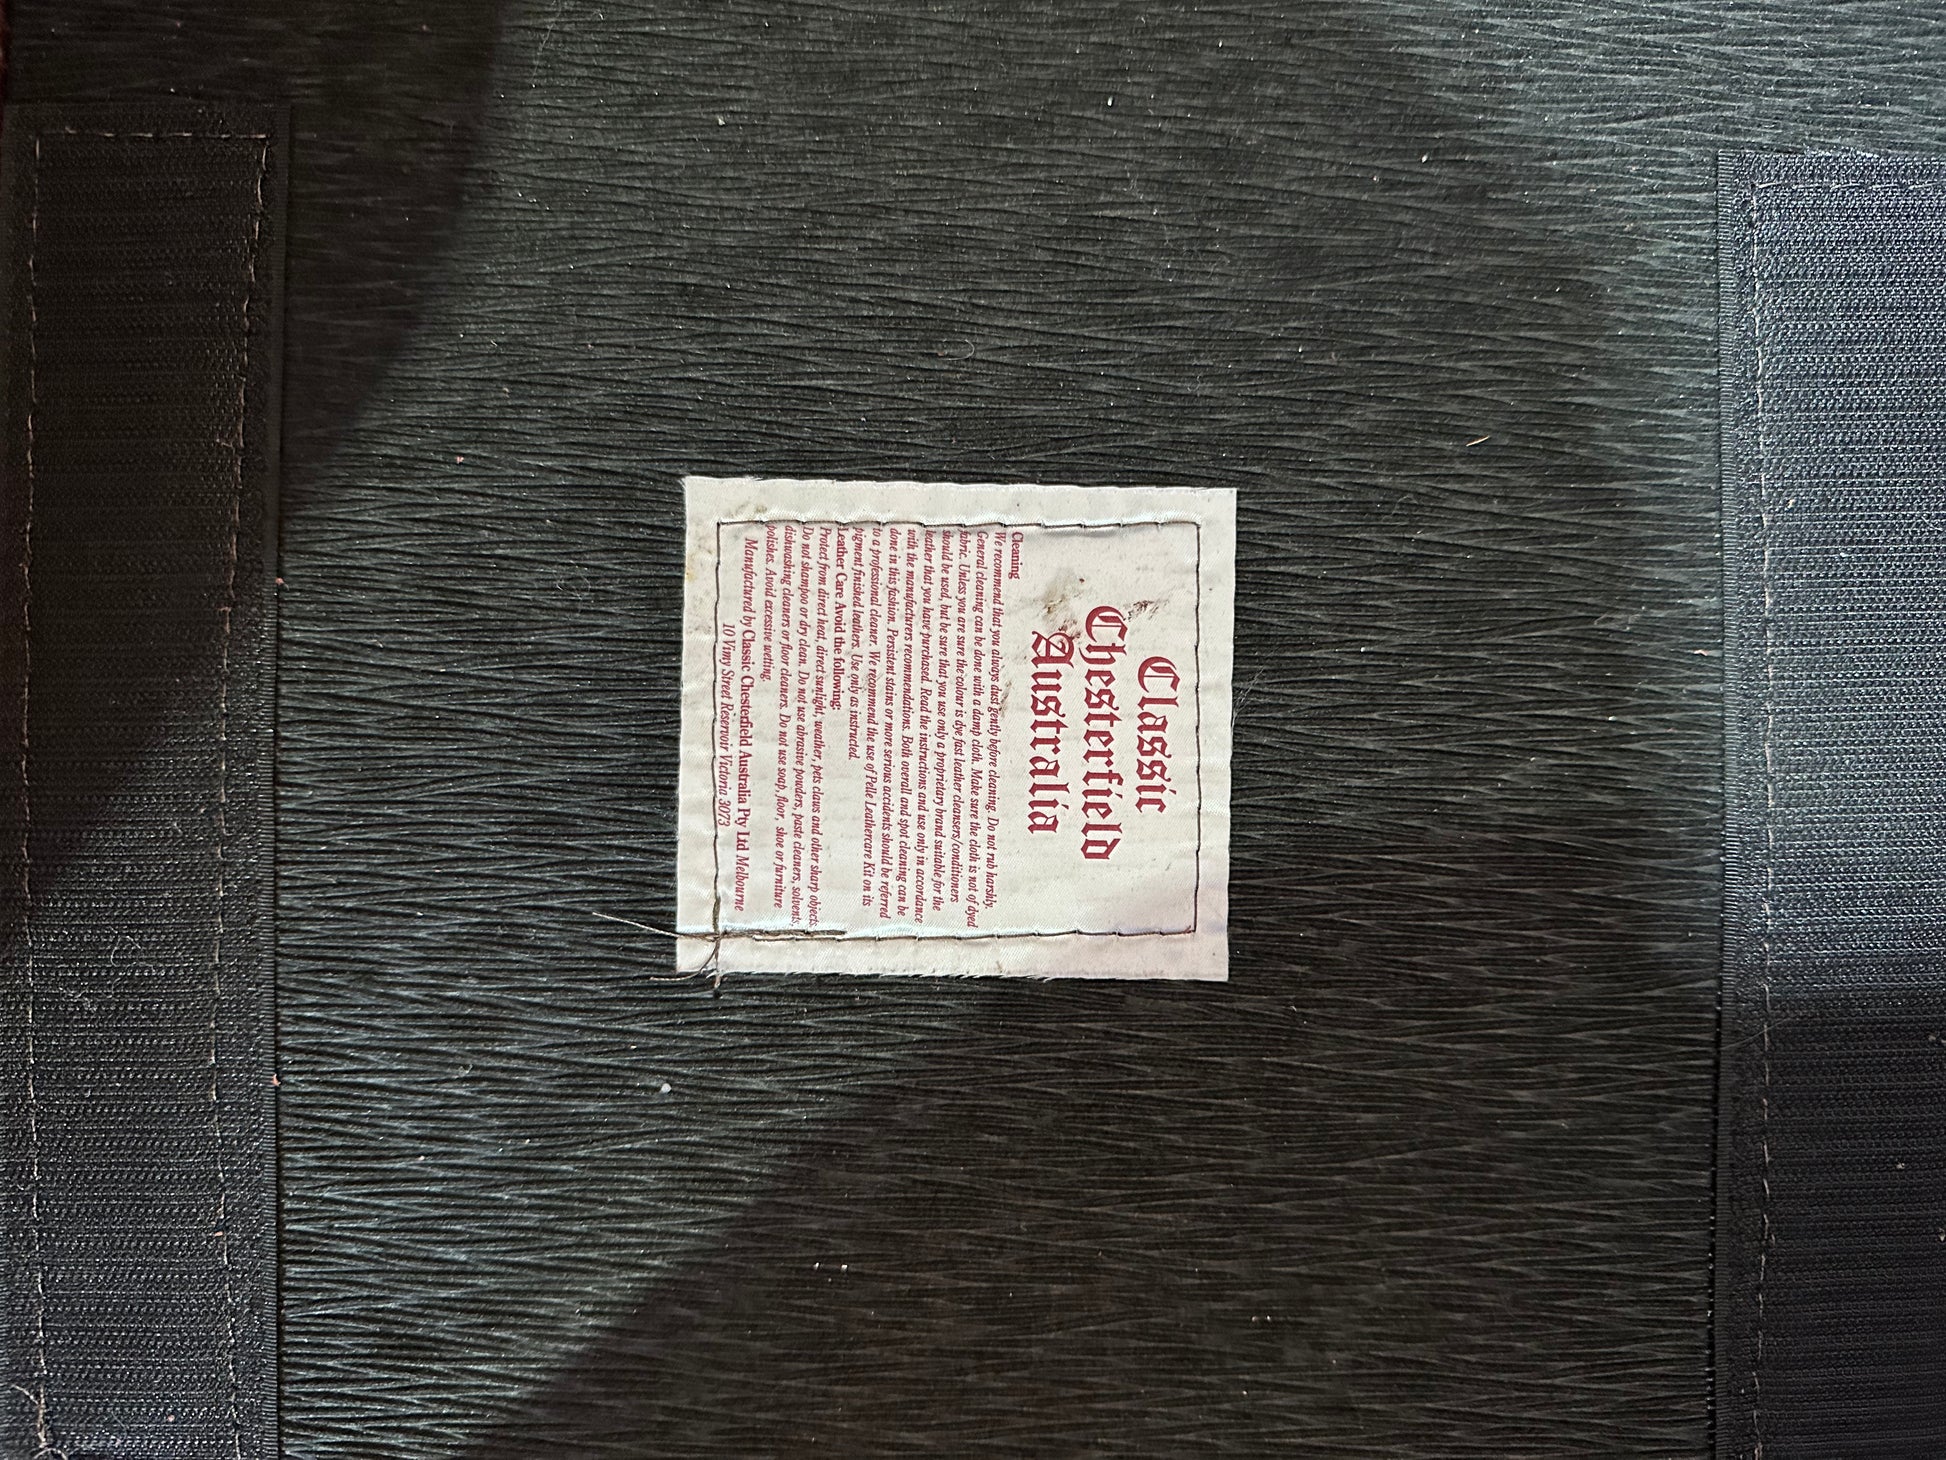 Classic
Chesterfield
Australia
Cleaning
We recommend that you always dust gently before cleaning. Do not rub harshly.
General cleaning can be done with a damp cloth. Make sure the cloth is not of dyed
fabric. Unless you are sure the colour is dye fast leather cleansers/conditioners
should be used, but be sure that you use only a proprietary brand suitable for the
leather that you have purchased. Read the instructions and use only in accordance
with the manufacturers recommendations. Both overall and spot cleaning can be
done in this fashion. Persistent stains or more serious accidents should be referred
to a professional cleaner. We recommend the use of Pelle Leathercare Kit on its
pigment finished leathers. Use only as instructed.
Leather Care Avoid the following:
Protect from direct heat, direct sunlight, weather, pets claws and other sharp objects.
Do not shampoo or dry clean. Do not use abrasive powders, paste cleaners, solvents,
dishwashing cleaners or floor cleaners. Do not use soap, floor, shoe or furniture
polishes. Avoid excessive wetting.
Manufactured by Classic Chesterfield Australia Pty Ltd Melbourne
10 Vimy Street Reservoir Victoria 3073